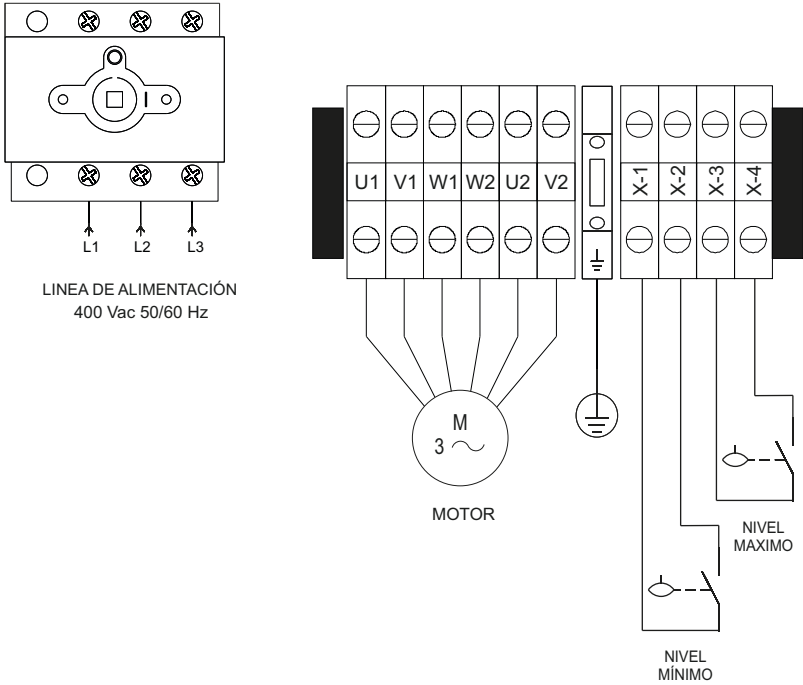 L1 L2 L3
LINEA DE ALIMENTACIÓN
400 Vac 50/60 Hz
U1 V1 W1 W2 U2 V2
X-1 X-2 X-3 X-4
M
3
MOTOR
NIVEL
MAXIMO
NIVEL
MÍNIMO